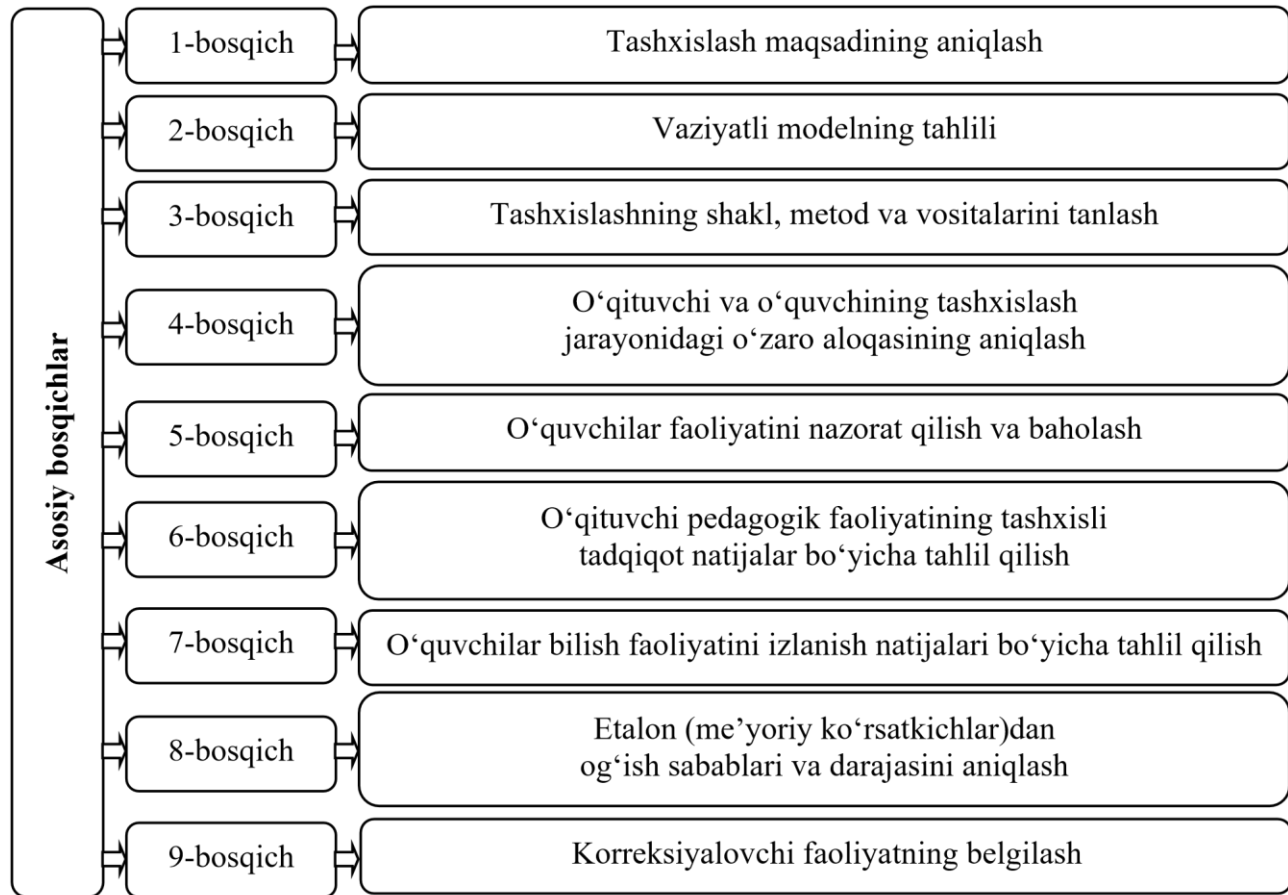 Asosiy bosqichlar
1-bosqich
Tashxislash maqsadining aniqlash
2-bosqich
Vaziyatli modelning tahlili
3-bosqich
Tashxislashning shakl, metod va vositalarini tanlash
4-bosqich
O‘qituvchi va o‘quvchining tashxislash
jarayonidagi o‘zaro aloqasining aniqlash
5-bosqich
O‘quvchilar faoliyatini nazorat qilish va baholash
6-bosqich
O‘qituvchi pedagogik faoliyatining tashxisli
tadqiqot natijalar bo‘yicha tahlil qilish
7-bosqich
O‘quvchilar bilish faoliyatini izlanish natijalari bo‘yicha tahlil qilish
8-bosqich
Etalon (me’yoriy ko‘rsatkichlar)dan
og‘ish sabablari va darajasini aniqlash
9-bosqich
Korreksiyalovchi faoliyatning belgilash